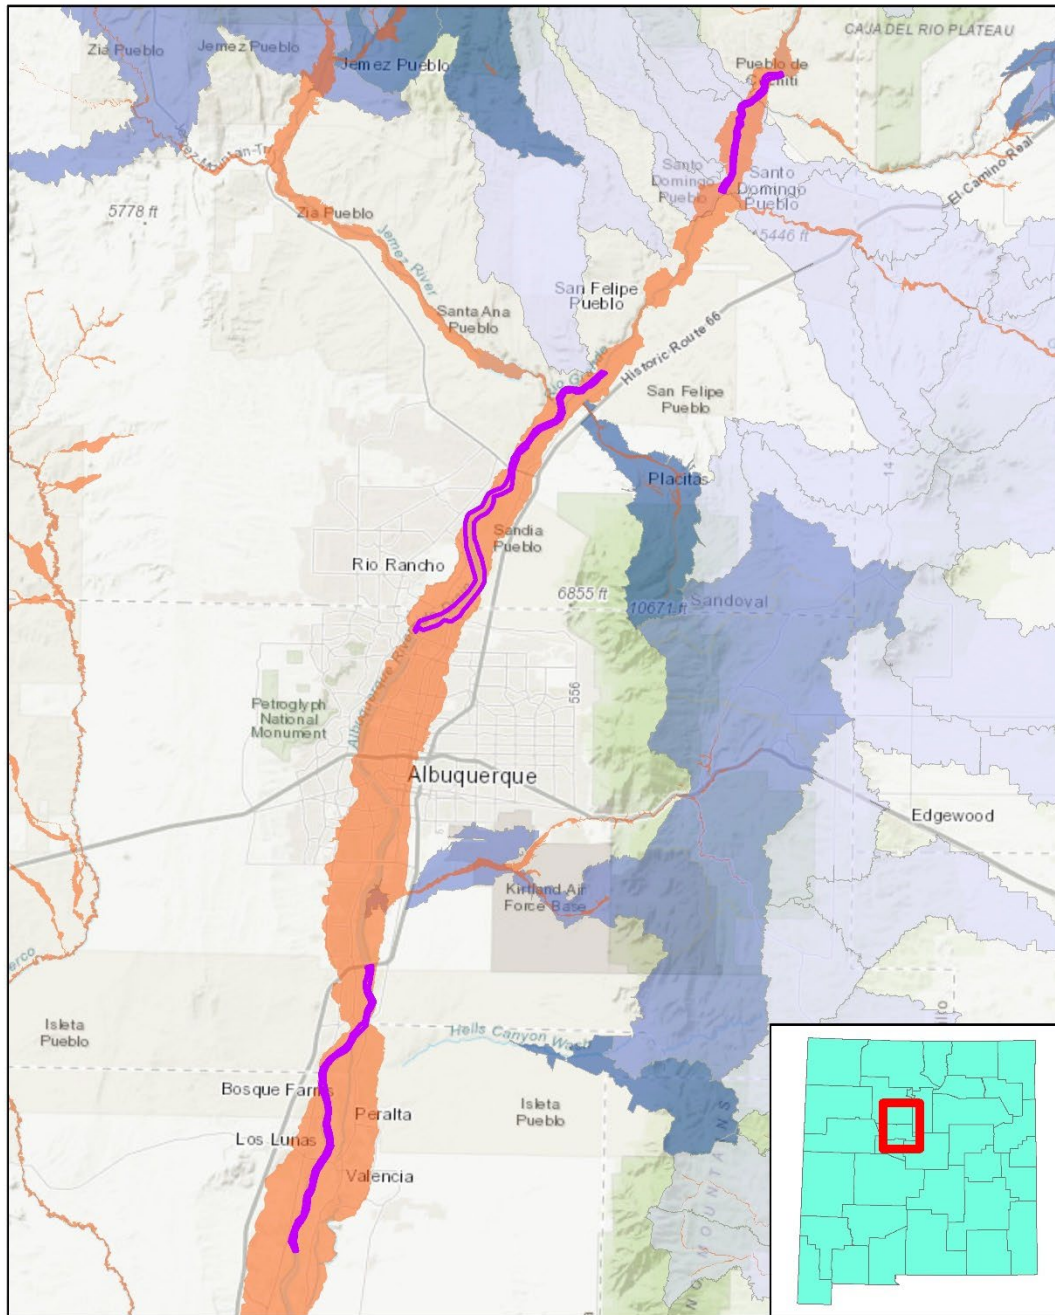 CAJA DEL RIO PLATEAU
Zia Pueblo
Jemez Pueblo
Jemez Pueblo
Pueblo de
Santo
Domingo
Pueblo
Santo
Domingo
Pueblo
El Camino Real
5778 ft
Zia Pueblo
5446 ft
Jemez River
San Felipe
Pueblo
Santa Ana
Pueblo
Historic Route 66
San Felipe
Pueblo
14
Placitas
Sandia
Pueblo
Rio Rancho
6855 ft
10671 ft
Sandoval
556
Petroglyph
National
Monument
Albuquerque
Edgewood
Kirtland Air
Force Base
Isleta
Pueblo
Hells Canyon Wash
Bosque Farms
Isleta
Pueblo
Peralta
Los Lunas
Valencia
MOUNTAINS